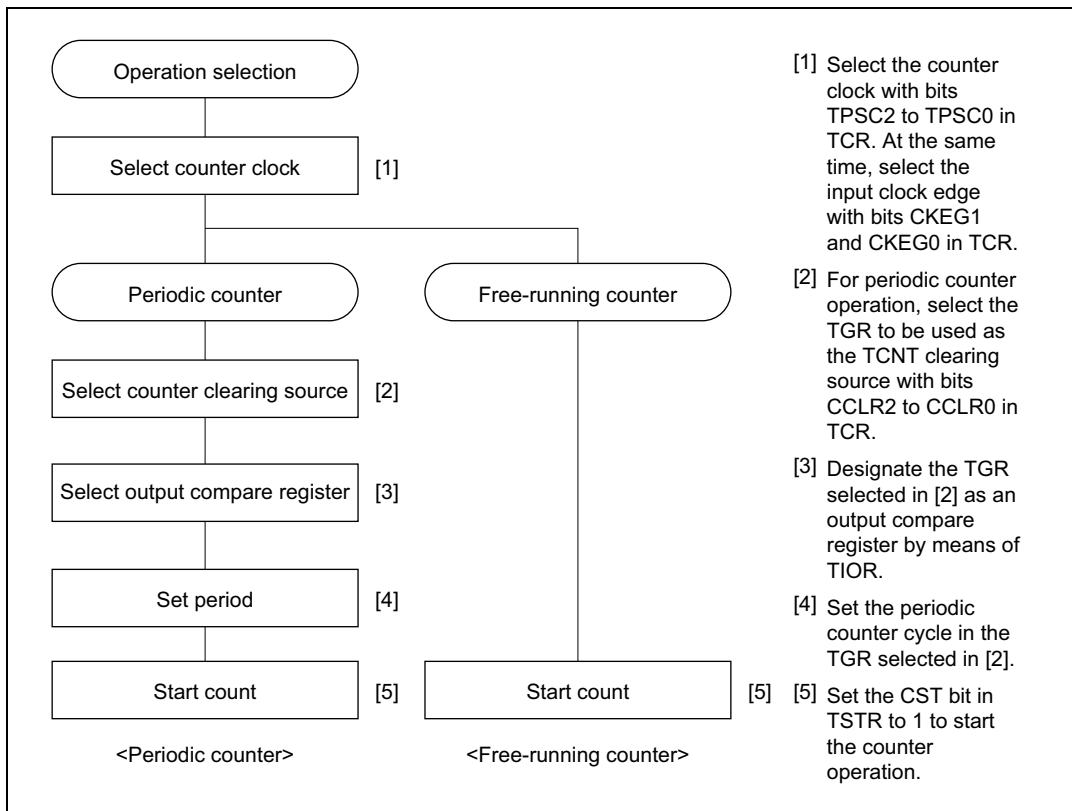 Operation selection
Select counter clock
[1]
Periodic counter
Free-running counter
Select counter clearing source
[2]
Select output compare register
[3]
Set period
[4]
Start count
[5]
Start count
[5]
<Periodic counter>
<Free-running counter>
[1] Select the counter
clock with bits
TPSC2 to TPSC0 in
TCR. At the same
time, select the
input clock edge
with bits CKEG1
and CKEG0 in TCR.
[2] For periodic counter
operation, select the
TGR to be used as
the TCNT clearing
source with bits
CCLR2 to CCLR0 in
TCR.
[3] Designate the TGR
selected in [2] as an
output compare
register by means of
TIOR.
[4] Set the periodic
counter cycle in the
TGR selected in [2].
[5] Set the CST bit in
TSTR to 1 to start
the counter
operation.